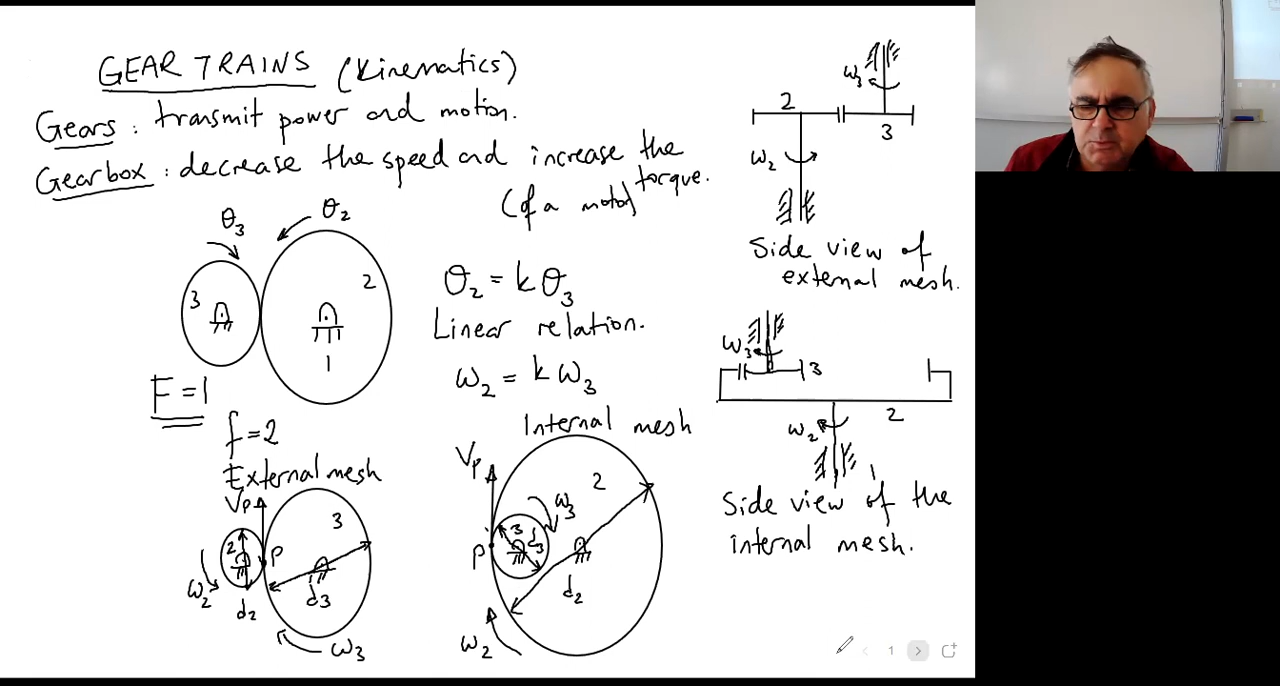 GEAR TRAINS (Kinematics)
Gears: transmit power and motion.
Gearbox: decrease the speed and increase the torque.
(of a motor)
θ3
θ2
3
2
1
θ2 = kθ3
Linear relation.
ω2 = kω3
F = 1
f = 2
External mesh
Vp
2
P
3
ω2
d2
d3
ω3
Internal mesh
Vp
2
ω3
3
d3
P
d2
ω2
ω3
2
3
ω2
Side view of
external mesh.
ω3
3
2
ω2
1
Side view of the
internal mesh.
1